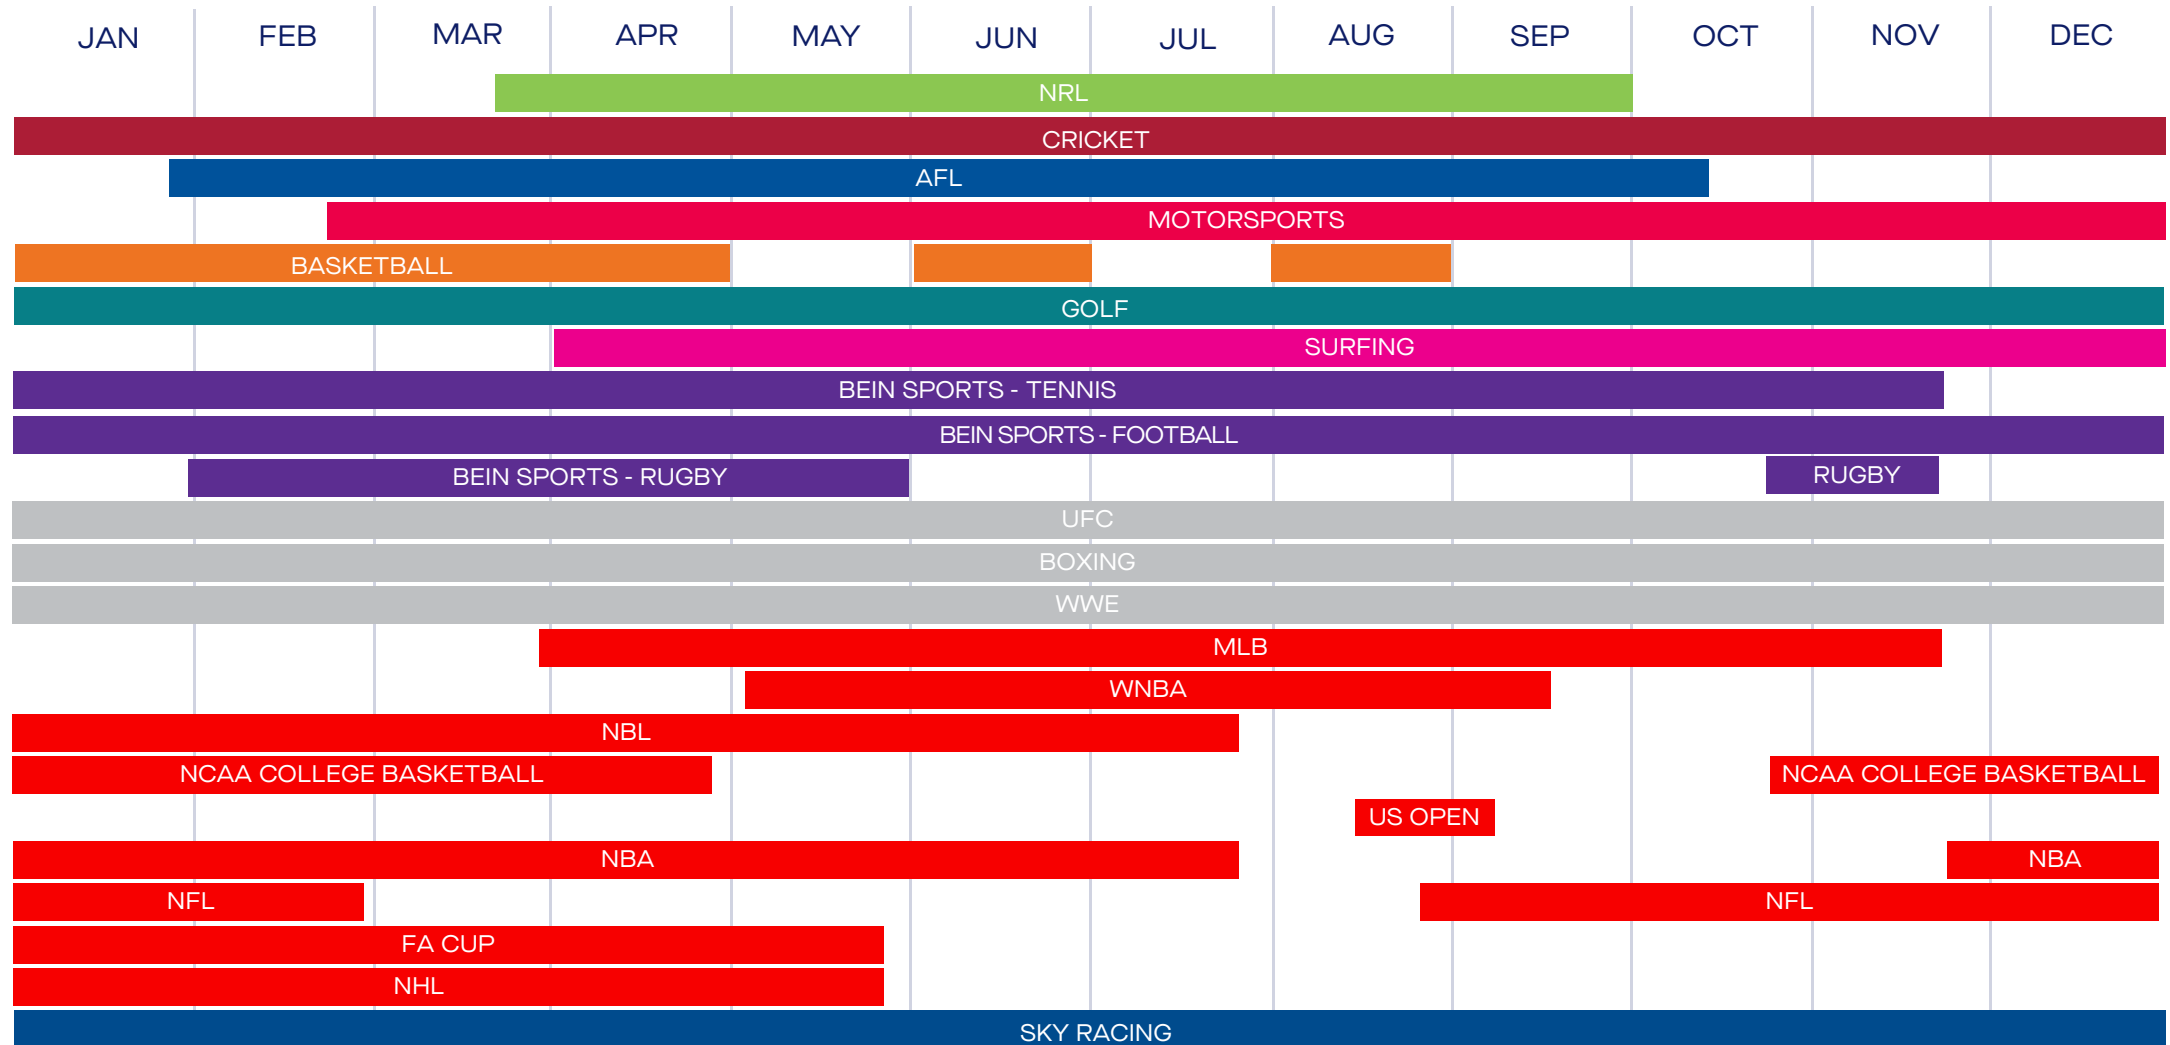 JAN FEB MAR APR MAY JUN JUL AUG SEP OCT NOV DEC
NRL
CRICKET
AFL
MOTORSPORTS
BASKETBALL
GOLF
SURFING
BEIN SPORTS - TENNIS
BEIN SPORTS - FOOTBALL
BEIN SPORTS - RUGBY RUGBY
UFC
BOXING
WWE
MLB
WNBA
NBL
NCAA COLLEGE BASKETBALL NCAA COLLEGE BASKETBALL
US OPEN
NBA NBA
NFL NFL
FA CUP
NHL
SKY RACING